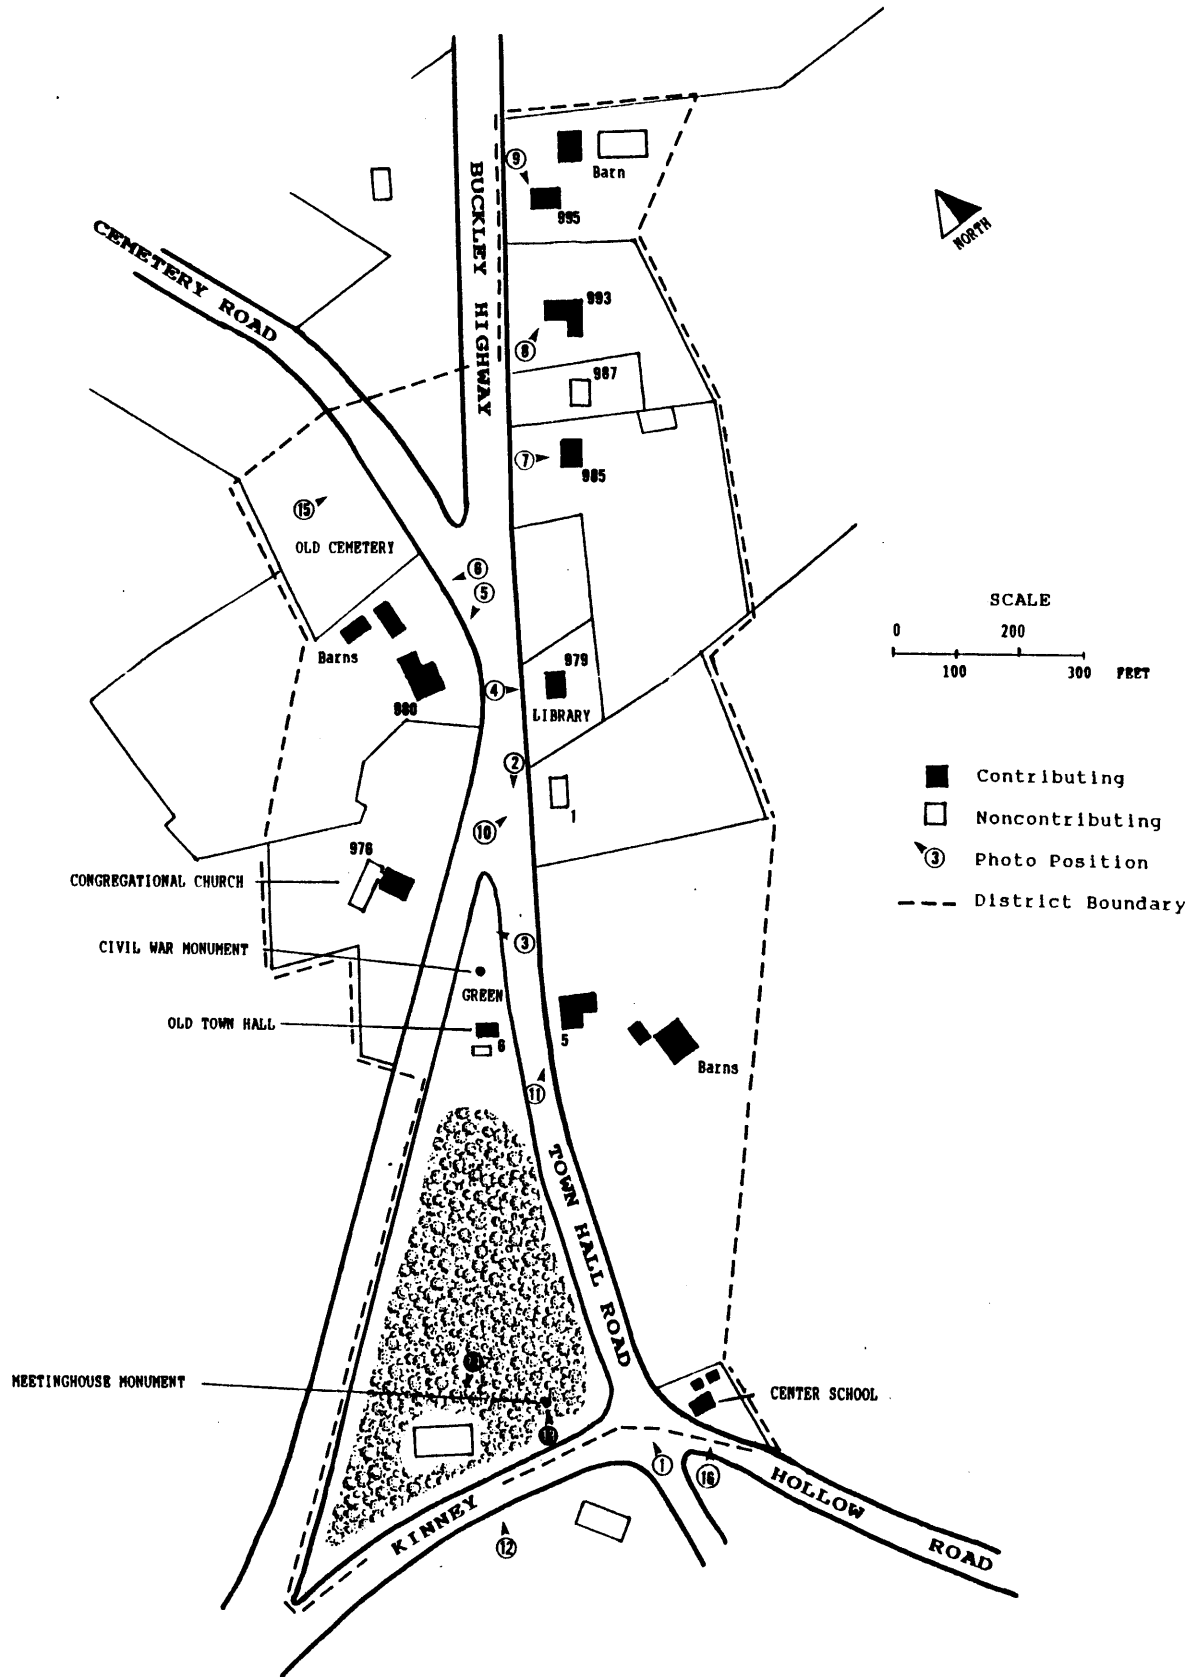 BUCKLEY HIGHWAY
9
Barn
995
NORTH
CEMETERY ROAD
993
8
987
7
985
15
OLD CEMETERY
6
5
SCALE
0
200
100
300
FEET
Barns
979
4
980
LIBRARY
2
1
10
Contributing
Noncontributing
3
Photo Position
District Boundary
976
CONGREGATIONAL CHURCH
CIVIL WAR MONUMENT
3
GREEN
OLD TOWN HALL
6
5
Barns
11
TOWN HALL ROAD
MEETINGHOUSE MONUMENT
CENTER SCHOOL
1
16
KINNEY
HOLLOW
ROAD
12